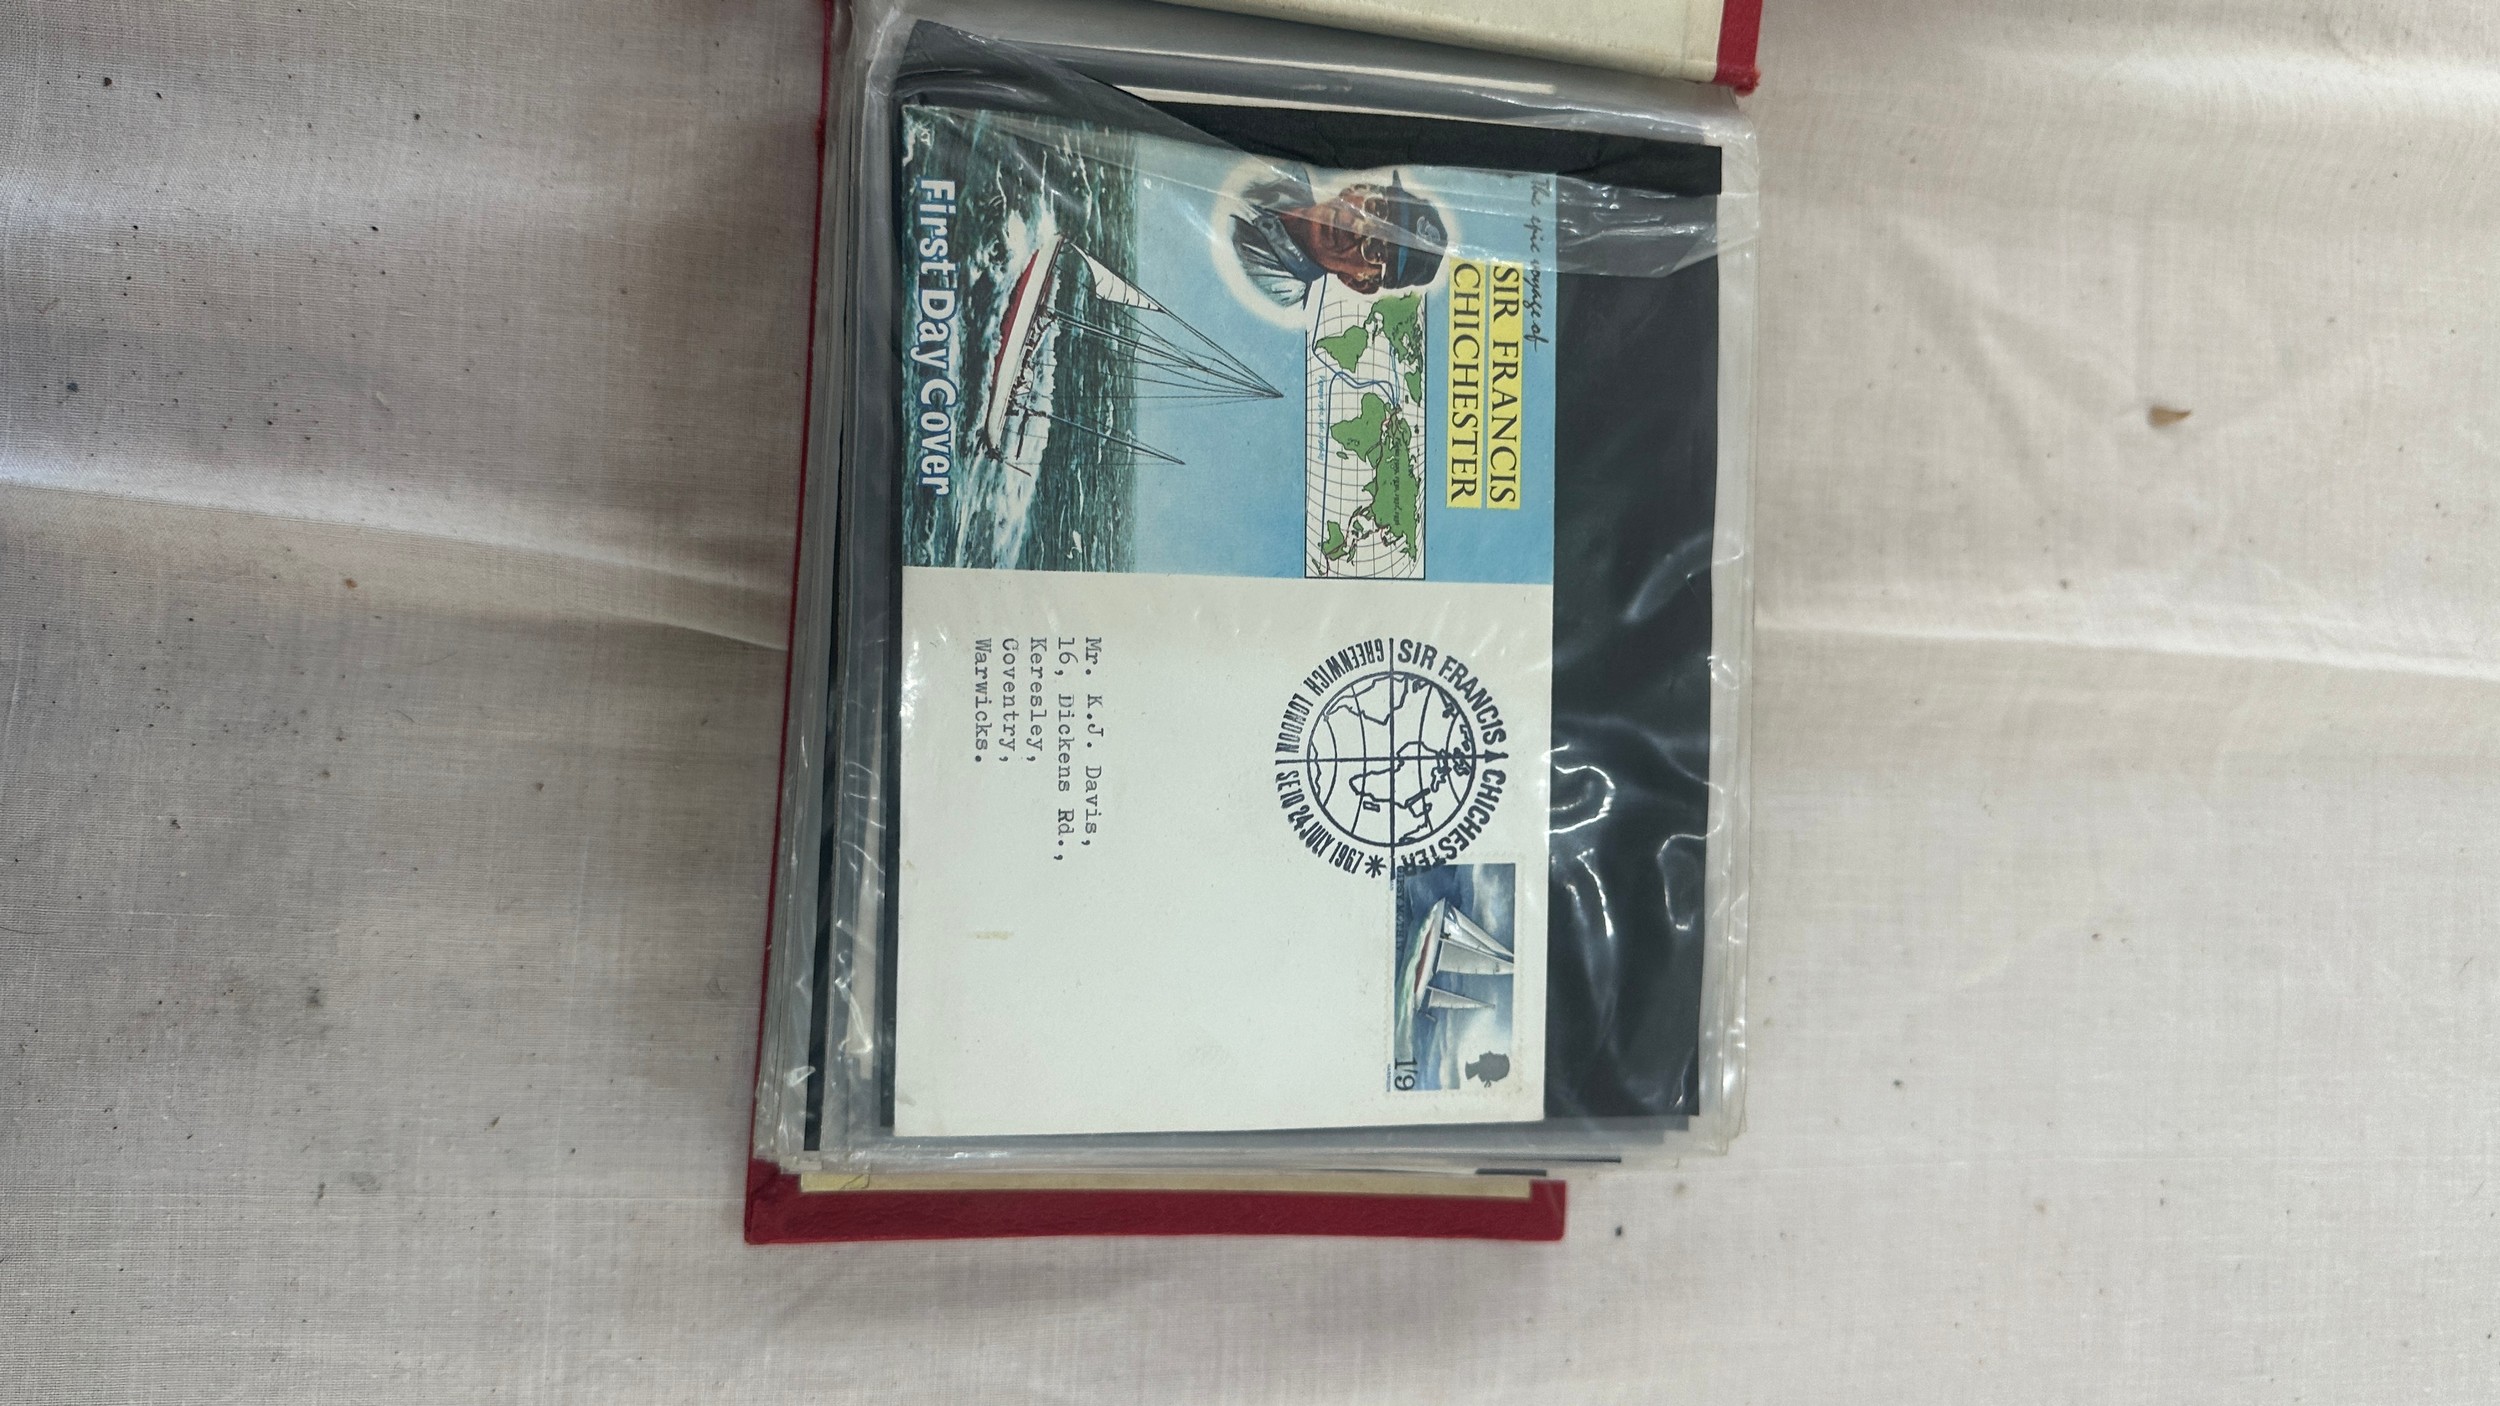 The epic voyage of
SIR FRANCIS
CHICHESTER
First Day Cover
SIR FRANCIS CHICHESTER
GREENWICH LONDON SE10 24 JULY 1967
1/9
Mr. K.J. Davis,
16, Dickens Rd.,
Keresley,
Coventry,
Warwicks.